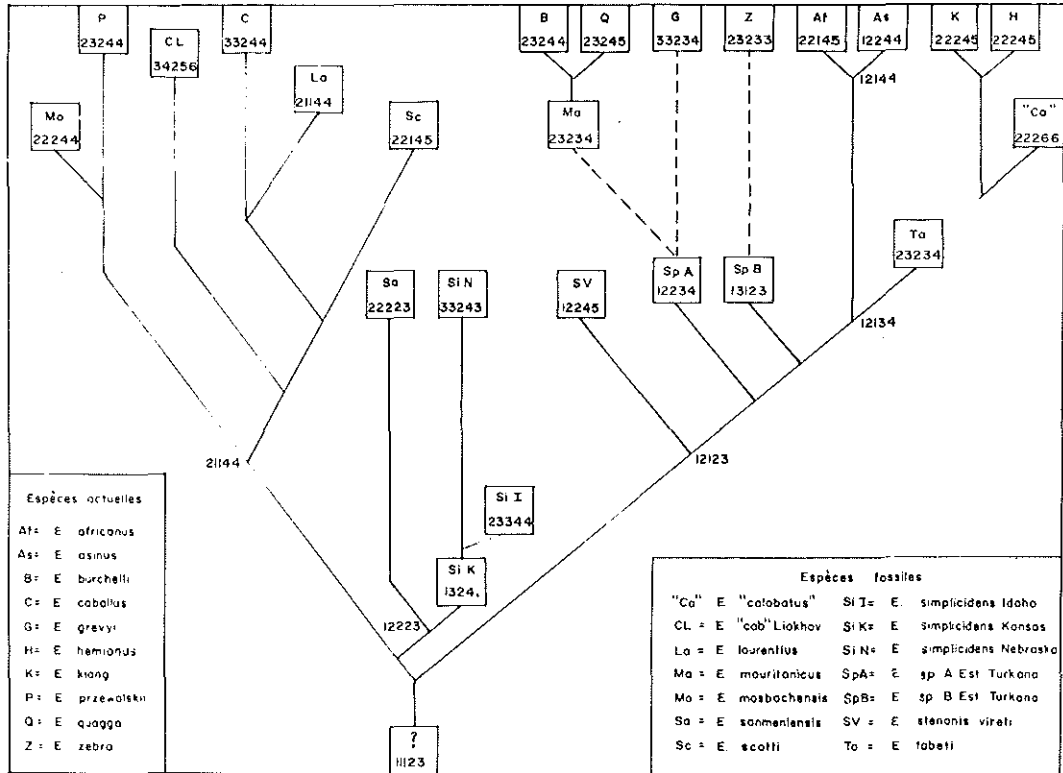 P
23244
CL
34256
C
33244
La
21144
Mo
22244
Sc
22145
B
23244
Q
23245
G
33234
Z
23233
Af
22145
As
12244
K
22245
H
22245
12144
Ma
23234
"Ca"
22266
Ta
23234
Sa
22223
Si N
33243
SV
12245
Sp A
12234
Sp B
13123
12134
21144
12123
Si I
23344
Si K
1324
12223
?
11123
Espèces actuelles
Af = E africanus
As = E asinus
B = E burchelli
C = E caballus
G = E grevyi
H = E hemionus
K = E kiang
P = E przewalskii
Q = E quagga
Z = E zebra
Espèces fossiles
"Ca" E "calobatus" Si I = E. simplicidens Idaho
CL = E "cab" Liakhov Si K = E simplicidens Kansas
La = E laurentius Si N = E simplicidens Nebraska
Ma = E mauritanicus SpA = E sp A Est Turkana
Mo = E mosbachensis SpB = E sp B Est Turkana
Sa = E sanmeniensis SV = E stenonis vireti
Sc = E. scotti To = E tabeti